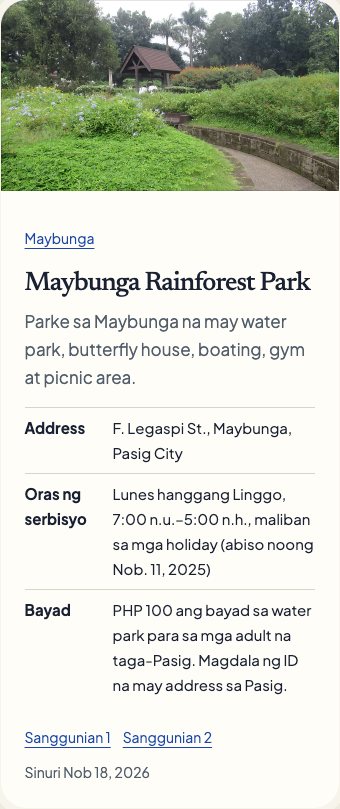 Maybunga
Maybunga Rainforest Park
Parke sa Maybunga na may water
park, butterfly house, boating, gym
at picnic area.
Address
F. Legaspi St., Maybunga,
Pasig City
Oras ng
serbisyo
Lunes hanggang Linggo,
7:00 n.u.–5:00 n.h., maliban
sa mga holiday (abiso noong
Nob. 11, 2025)
Bayad
PHP 100 ang bayad sa water
park para sa mga adult na
taga-Pasig. Magdala ng ID
na may address sa Pasig.
Sanggunian 1 Sanggunian 2
Sinuri Nob 18, 2026